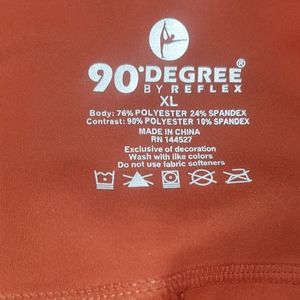 90°DEGREE®
BY REFLEX
XL
Body: 76% POLYESTER 24% SPANDEX
Contrast: 90% POLYESTER 10% SPANDEX
MADE IN CHINA
RN 144527
Exclusive of decoration
Wash with like colors
Do not use fabric softeners